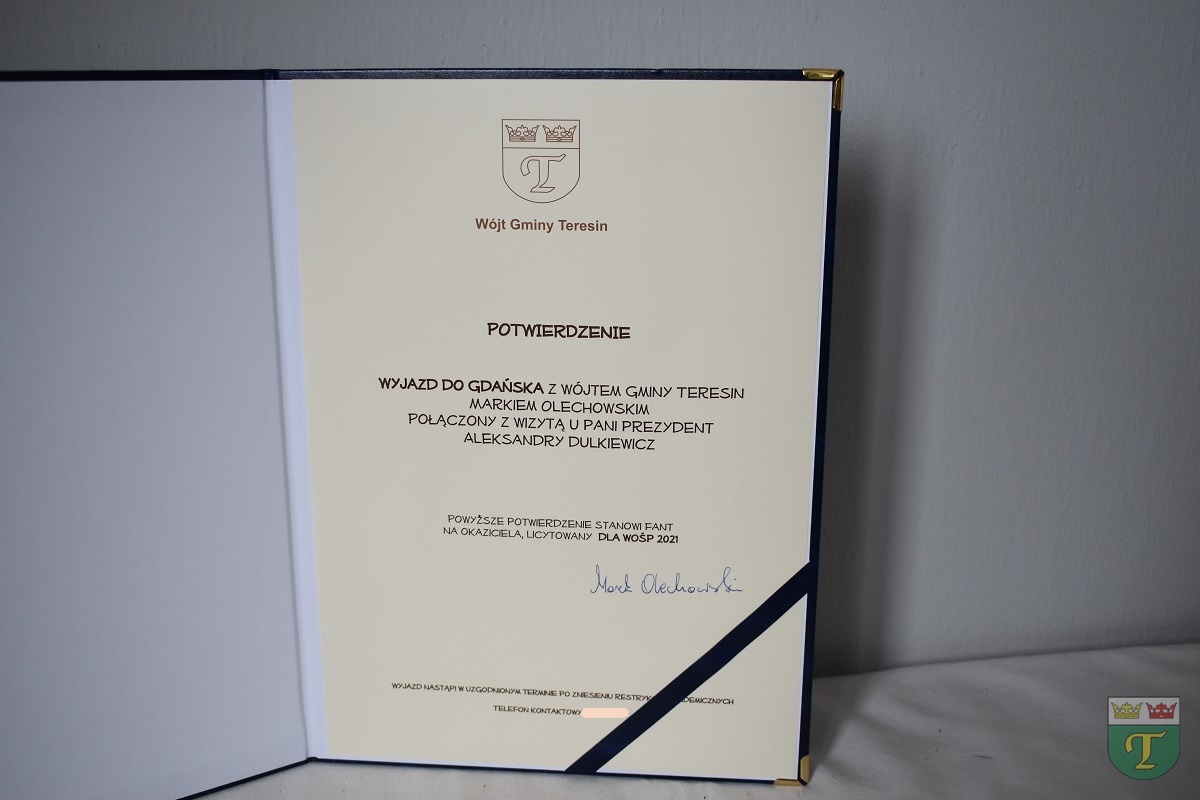 T
Wójt Gminy Teresin
POTWIERDZENIE
WYJAZD DO GDAŃSKA Z WÓJTEM GMINY TERESIN
MARKIEM OLECHOWSKIM
POŁĄCZONY Z WIZYTĄ U PANI PREZYDENT
ALEKSANDRY DULKIEWICZ
POWYŻSZE POTWIERDZENIE STANOWI FANT
NA OKAZICIELA, LICYTOWANY DLA WOŚP 2021
Marek Olechowski
WYJAZD NASTĄPI W UZGODNIONYM TERMINIE PO ZNIESIENIU
TELEFON KONTAKTOWY
T